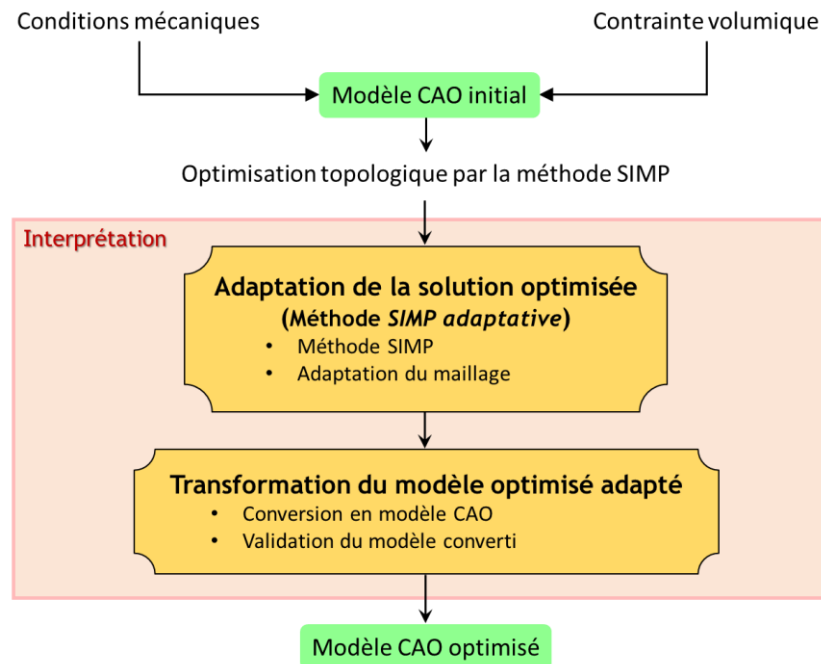 Conditions mécaniques
Contrainte volumique
Modèle CAO initial
Optimisation topologique par la méthode SIMP
Interprétation
Adaptation de la solution optimisée
(Méthode SIMP adaptative)
• Méthode SIMP
• Adaptation du maillage
Transformation du modèle optimisé adapté
• Conversion en modèle CAO
• Validation du modèle converti
Modèle CAO optimisé